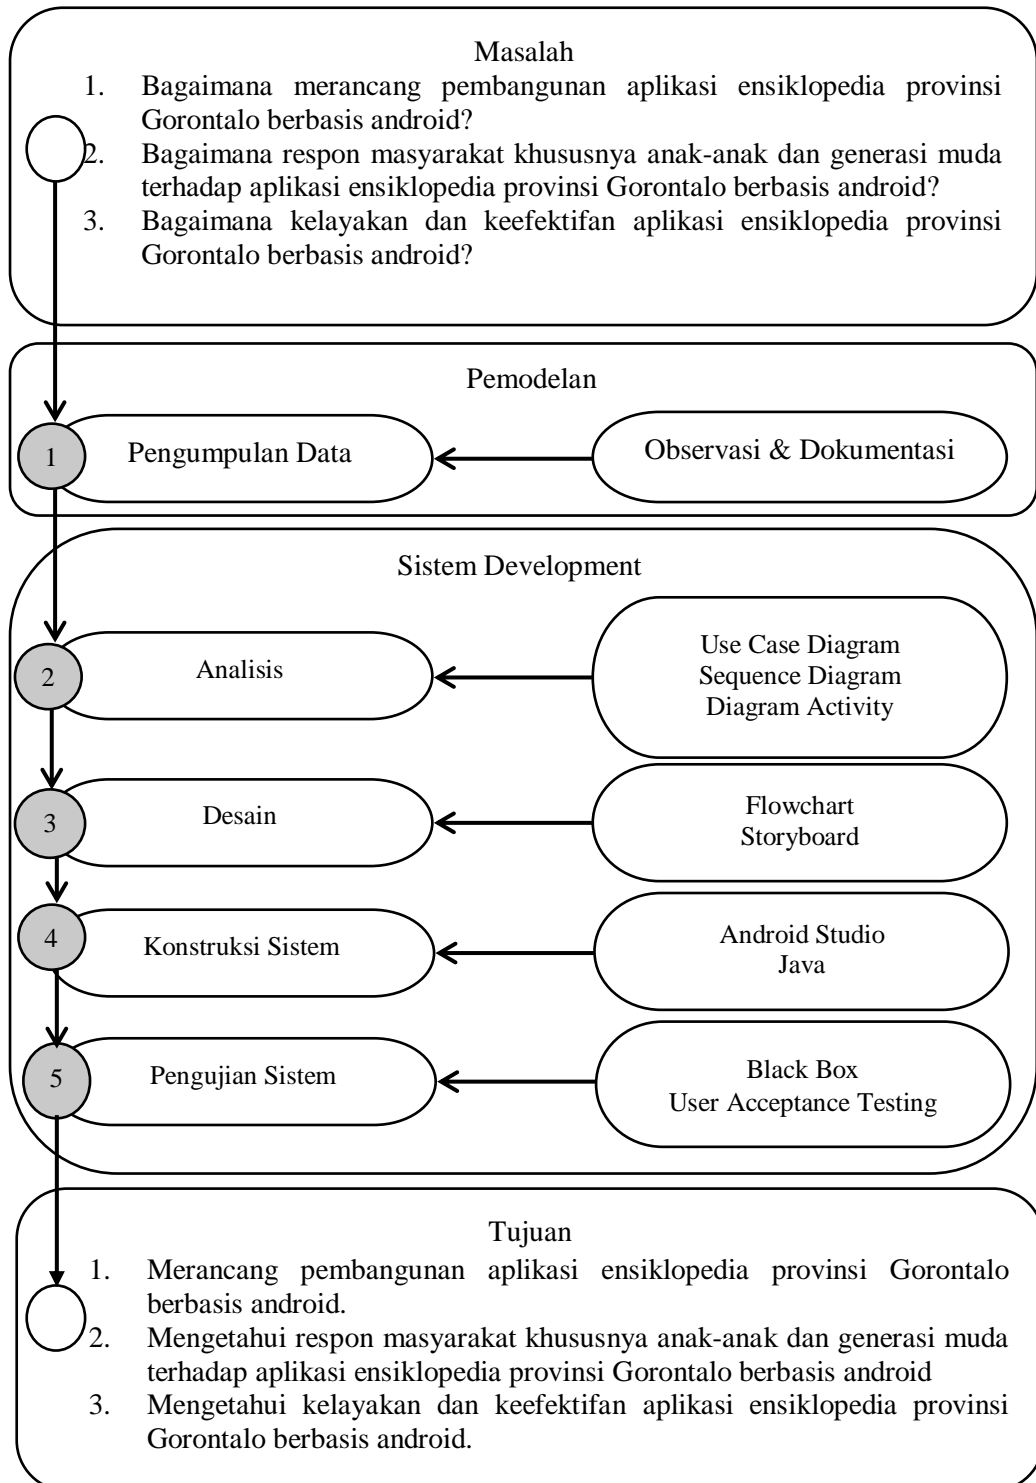 Masalah
1. Bagaimana merancang pembangunan aplikasi ensiklopedia provinsi
Gorontalo berbasis android?
2. Bagaimana respon masyarakat khususnya anak-anak dan generasi muda
terhadap aplikasi ensiklopedia provinsi Gorontalo berbasis android?
3. Bagaimana kelayakan dan keefektifan aplikasi ensiklopedia provinsi
Gorontalo berbasis android?
Pemodelan
1
Pengumpulan Data
Observasi & Dokumentasi
Sistem Development
2
Analisis
Use Case Diagram
Sequence Diagram
Diagram Activity
3
Desain
Flowchart
Storyboard
4
Konstruksi Sistem
Android Studio
Java
5
Pengujian Sistem
Black Box
User Acceptance Testing
Tujuan
1. Merancang pembangunan aplikasi ensiklopedia provinsi Gorontalo
berbasis android.
2. Mengetahui respon masyarakat khususnya anak-anak dan generasi muda
terhadap aplikasi ensiklopedia provinsi Gorontalo berbasis android
3. Mengetahui kelayakan dan keefektifan aplikasi ensiklopedia provinsi
Gorontalo berbasis android.